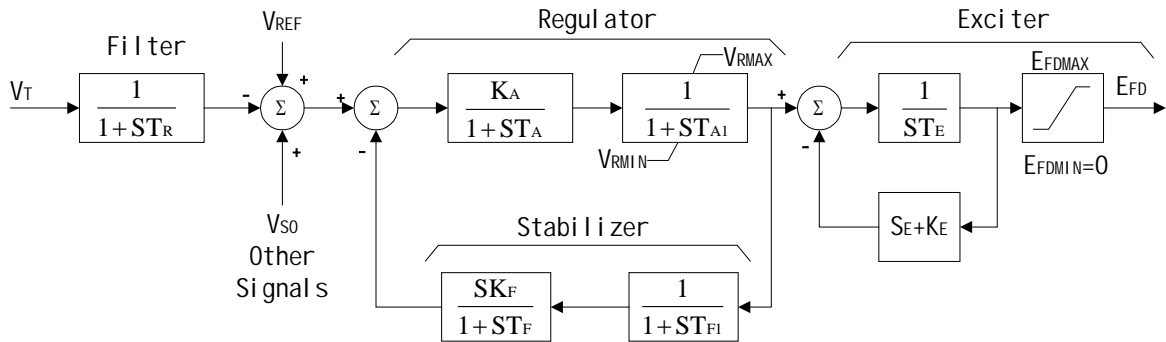 Filter
VREF
Regulator
Exciter
VT
1
1+STR
-
+
Σ
+
+
Σ
-
KA
1+STA
1
1+STA1
VRMAX
VRMIN
+
Σ
-
1
STE
EFDMAX
EFD
EFDMIN=0
SE+KE
VSO
Other
Signals
Stabilizer
SKF
1+STF
1
1+STF1